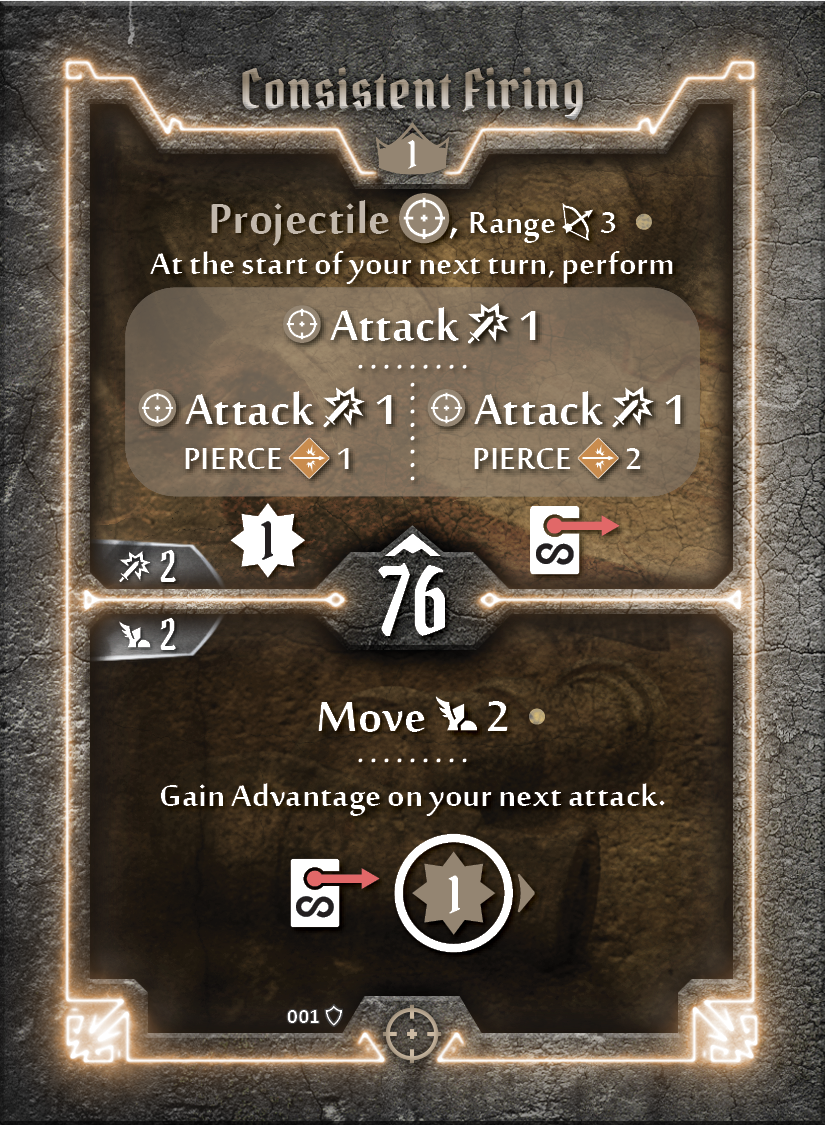 Consistent Firing
1
Projectile , Range 3
At the start of your next turn, perform
Attack 1
Attack 1 Attack 1
PIERCE 1 PIERCE 2
1
2
76
2
Move 2
Gain Advantage on your next attack.
1
001